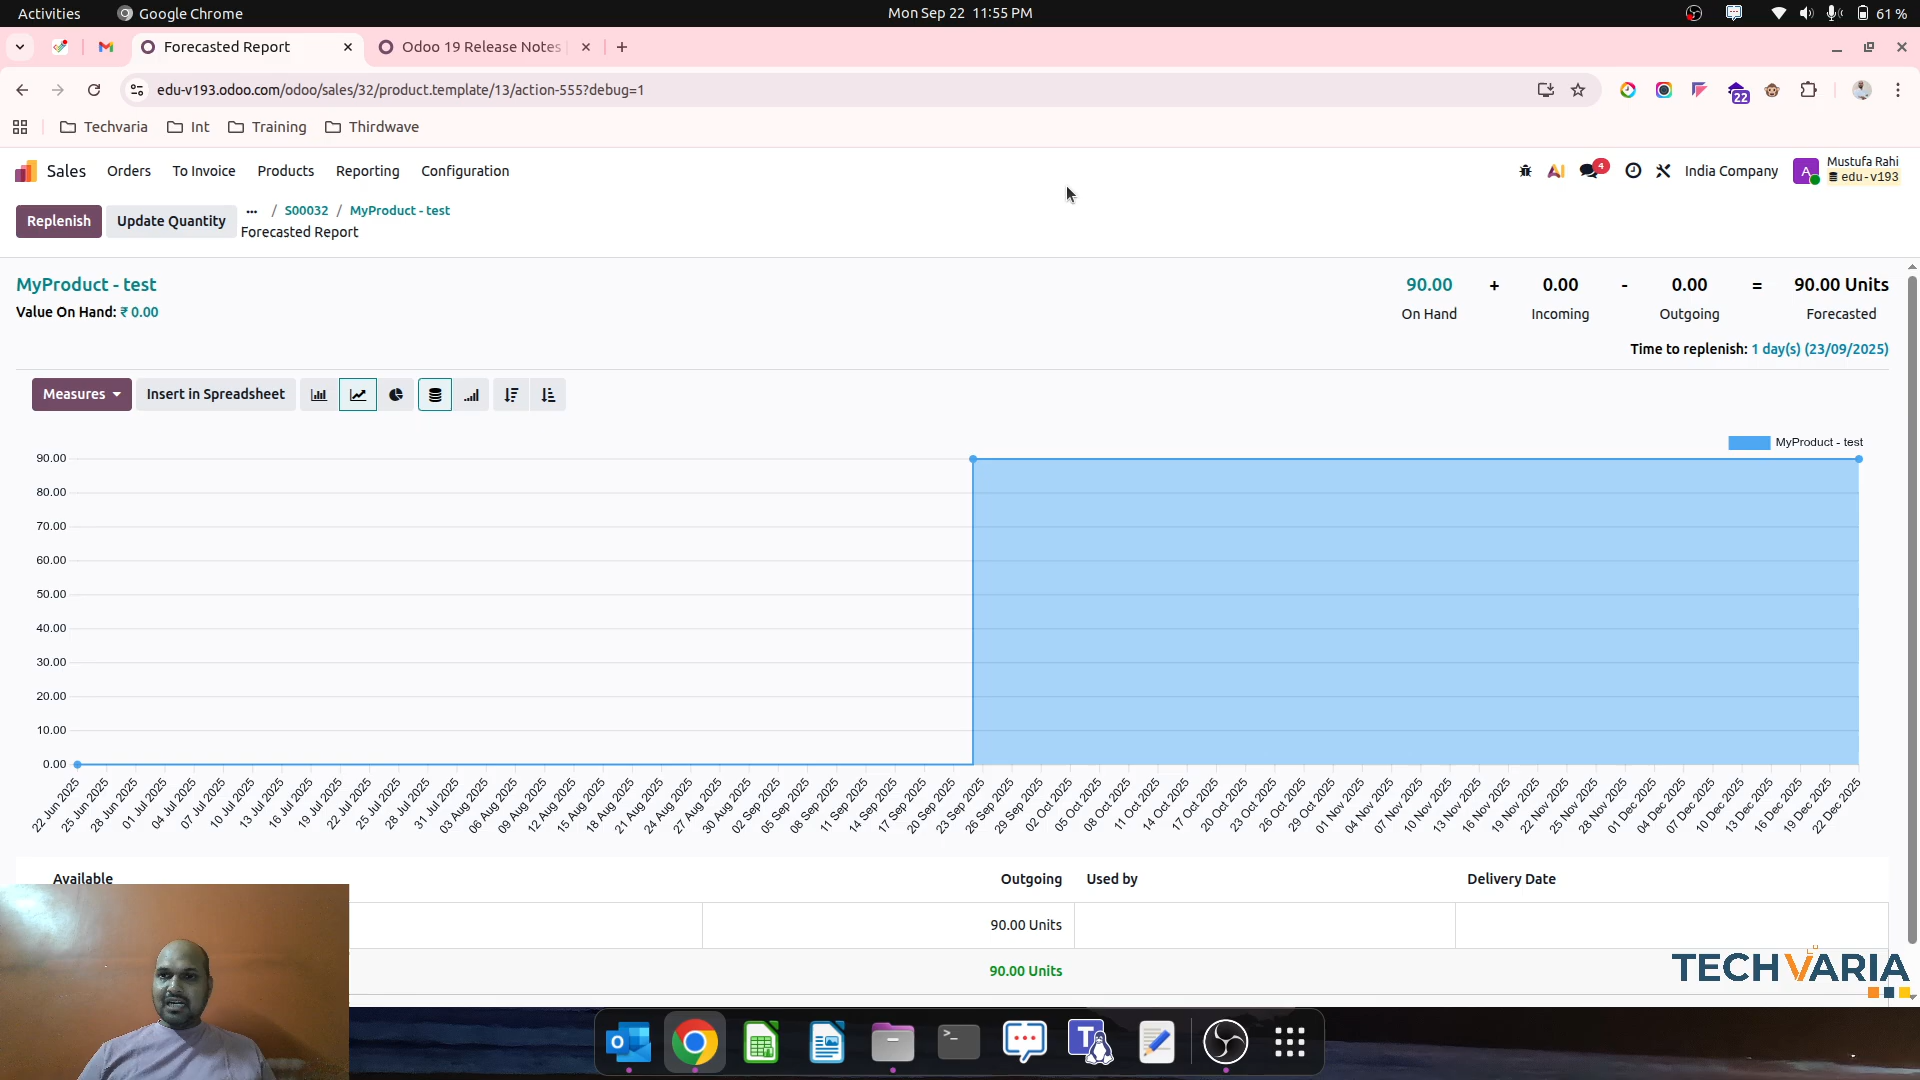 Activities
Google Chrome
Mon Sep 22 11:55 PM
61 %
Forecasted Report
Odoo 19 Release Notes
edu-v193.odoo.com/odoo/sales/32/product.template/13/action-555?debug=1
22
Techvaria
Int
Training
Thirdwave
Sales
Orders
To Invoice
Products
Reporting
Configuration
AI
4
India Company
A
Mustufa Rahi
edu-v193
Replenish
Update Quantity
... / S00032 / MyProduct - test
Forecasted Report
MyProduct - test
Value On Hand: ₹ 0.00
90.00 + 0.00 - 0.00 = 90.00 Units
On Hand Incoming Outgoing Forecasted
Time to replenish: 1 day(s) (23/09/2025)
Measures
Insert in Spreadsheet
MyProduct - test
90.00
80.00
70.00
60.00
50.00
40.00
30.00
20.00
10.00
0.00
22 Jun 2025
25 Jun 2025
28 Jun 2025
01 Jul 2025
04 Jul 2025
07 Jul 2025
10 Jul 2025
13 Jul 2025
16 Jul 2025
19 Jul 2025
22 Jul 2025
25 Jul 2025
28 Jul 2025
31 Jul 2025
03 Aug 2025
06 Aug 2025
09 Aug 2025
12 Aug 2025
15 Aug 2025
18 Aug 2025
21 Aug 2025
24 Aug 2025
27 Aug 2025
30 Aug 2025
02 Sep 2025
05 Sep 2025
08 Sep 2025
11 Sep 2025
14 Sep 2025
17 Sep 2025
20 Sep 2025
23 Sep 2025
26 Sep 2025
29 Sep 2025
02 Oct 2025
05 Oct 2025
08 Oct 2025
11 Oct 2025
14 Oct 2025
17 Oct 2025
20 Oct 2025
23 Oct 2025
26 Oct 2025
29 Oct 2025
01 Nov 2025
04 Nov 2025
07 Nov 2025
10 Nov 2025
13 Nov 2025
16 Nov 2025
19 Nov 2025
22 Nov 2025
25 Nov 2025
28 Nov 2025
01 Dec 2025
04 Dec 2025
07 Dec 2025
10 Dec 2025
13 Dec 2025
16 Dec 2025
19 Dec 2025
22 Dec 2025
Available
Outgoing
Used by
Delivery Date
90.00 Units
90.00 Units
TECHVARIA